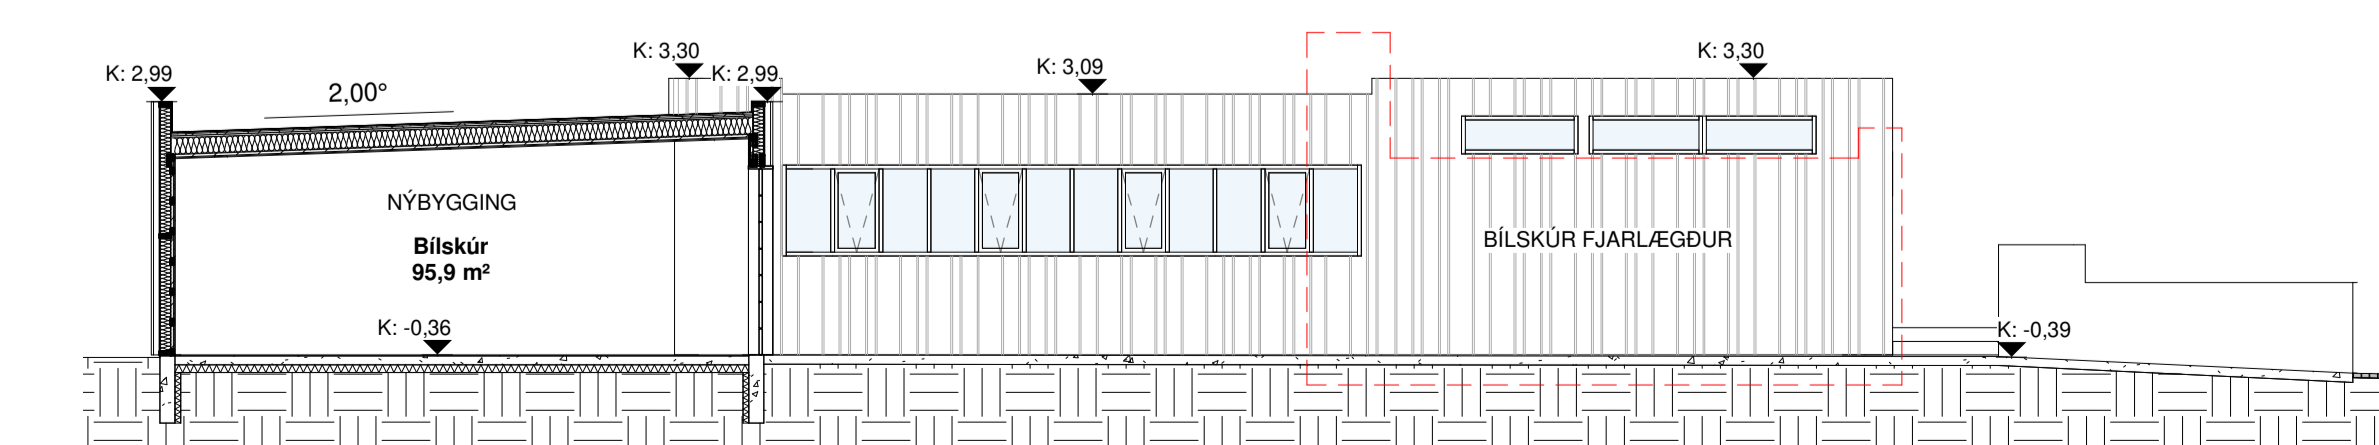 K: 3,30
K: 3,30
K: 3,09
K: 2,99
K: 2,99
2,00°
NÝBYGGING
Bílskúr
95,9 m²
BÍLSKÚR FJARLÆGÐUR
K: -0,36
K: -0,39